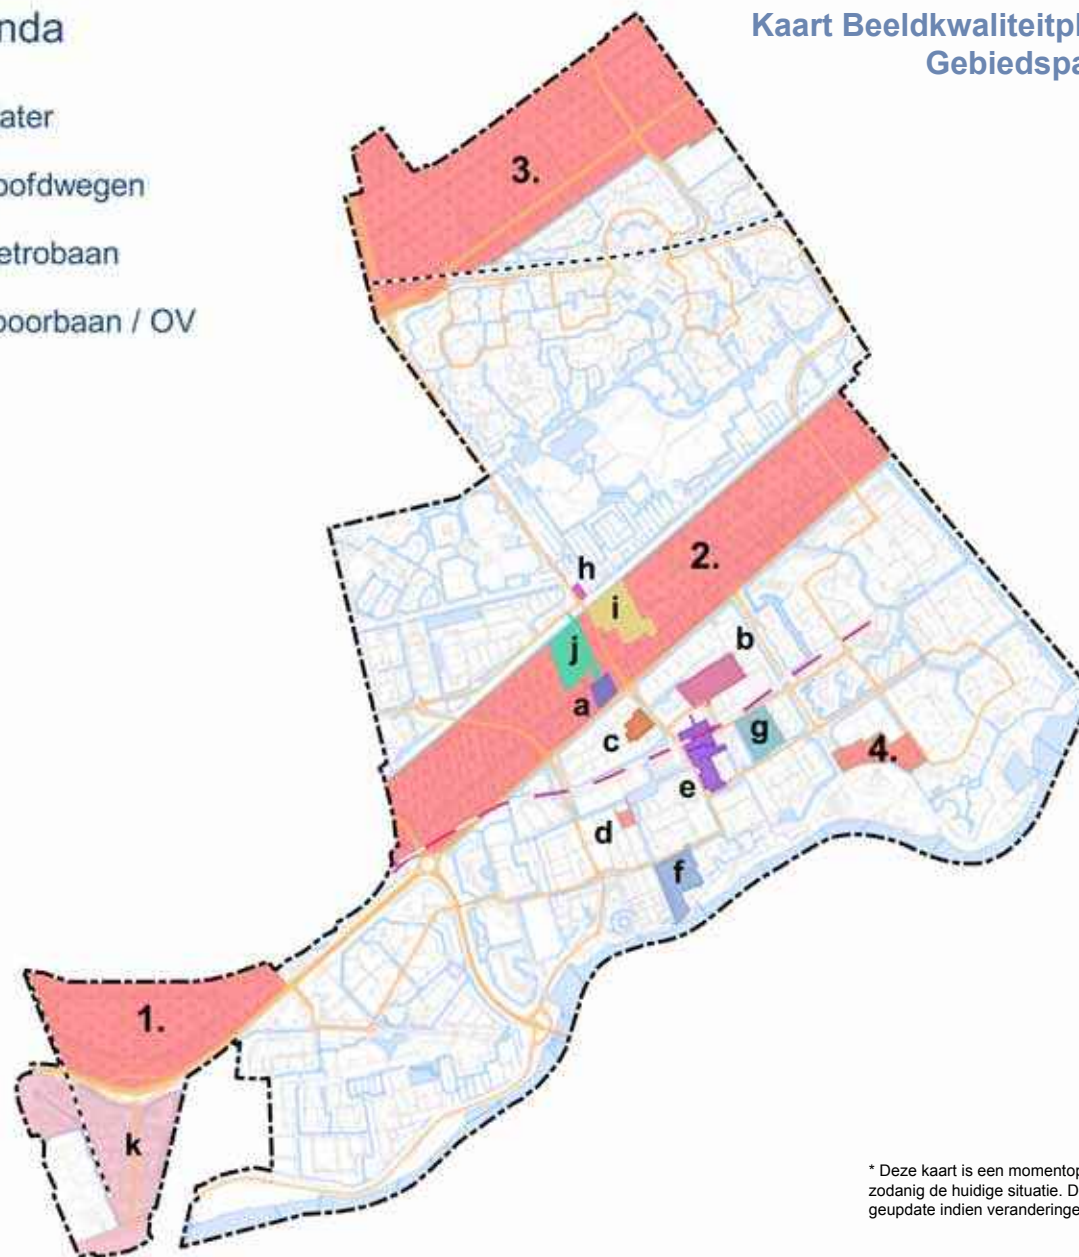 nda
Kaart Beeldkwaliteitpl
Gebiedspa
ater
oofdwegen
etrobaan
poorbaan / OV
3.
2.
h
i
j
b
a
c
g
4.
e
d
f
1.
k
* Deze kaart is een momentop
zodanig de huidige situatie. D
geupdate indien veranderinge